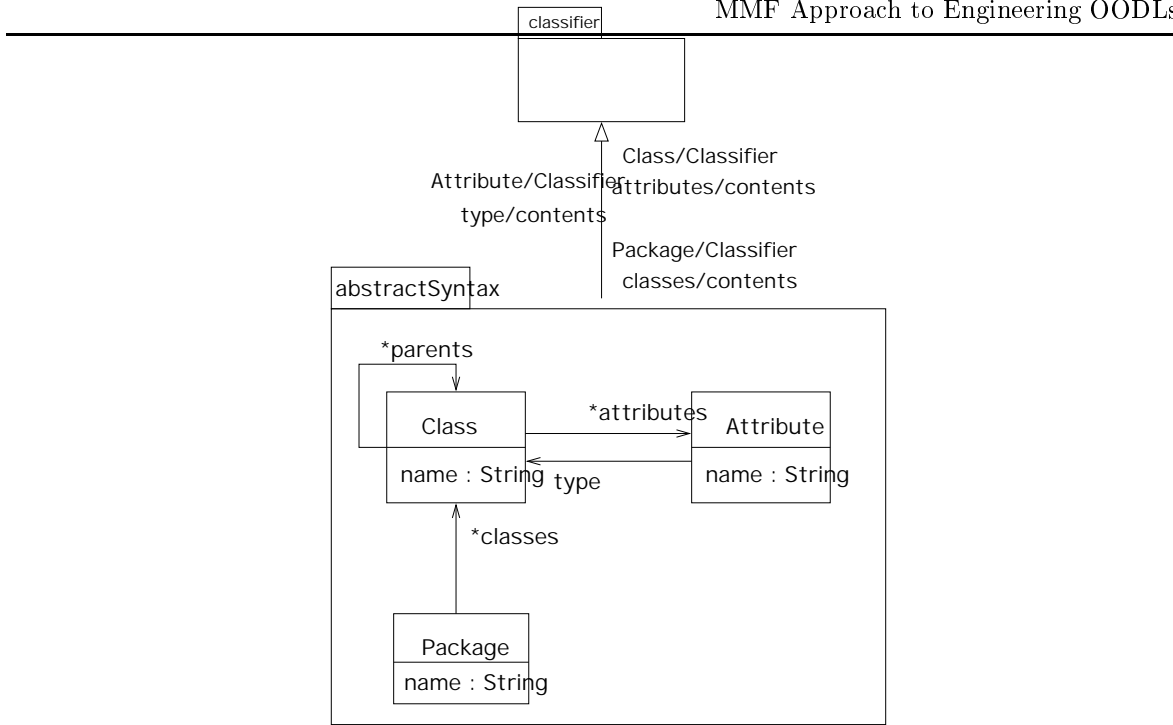 MMF Approach to Engineering OODLs
classifier
Class/Classifier
attributes/contents
Attribute/Classifier
type/contents
Package/Classifier
classes/contents
abstractSyntax
*parents
Class
name : String
*attributes
type
Attribute
name : String
*classes
Package
name : String